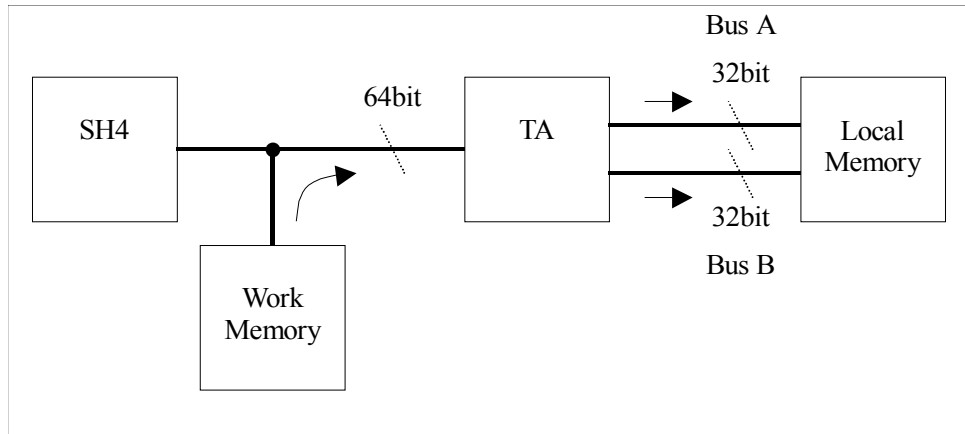 Bus A
32bit
64bit
SH4
TA
Local
Memory
32bit
Bus B
Work
Memory